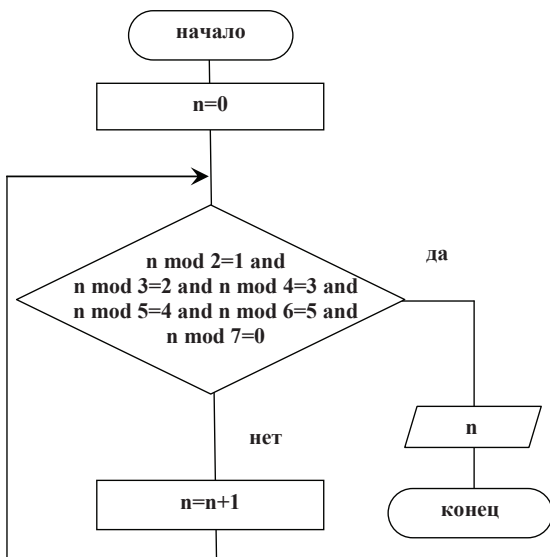 начало
n=0
n mod 2=1 and
n mod 3=2 and n mod 4=3 and
n mod 5=4 and n mod 6=5 and
n mod 7=0
да
нет
n
n=n+1
конец